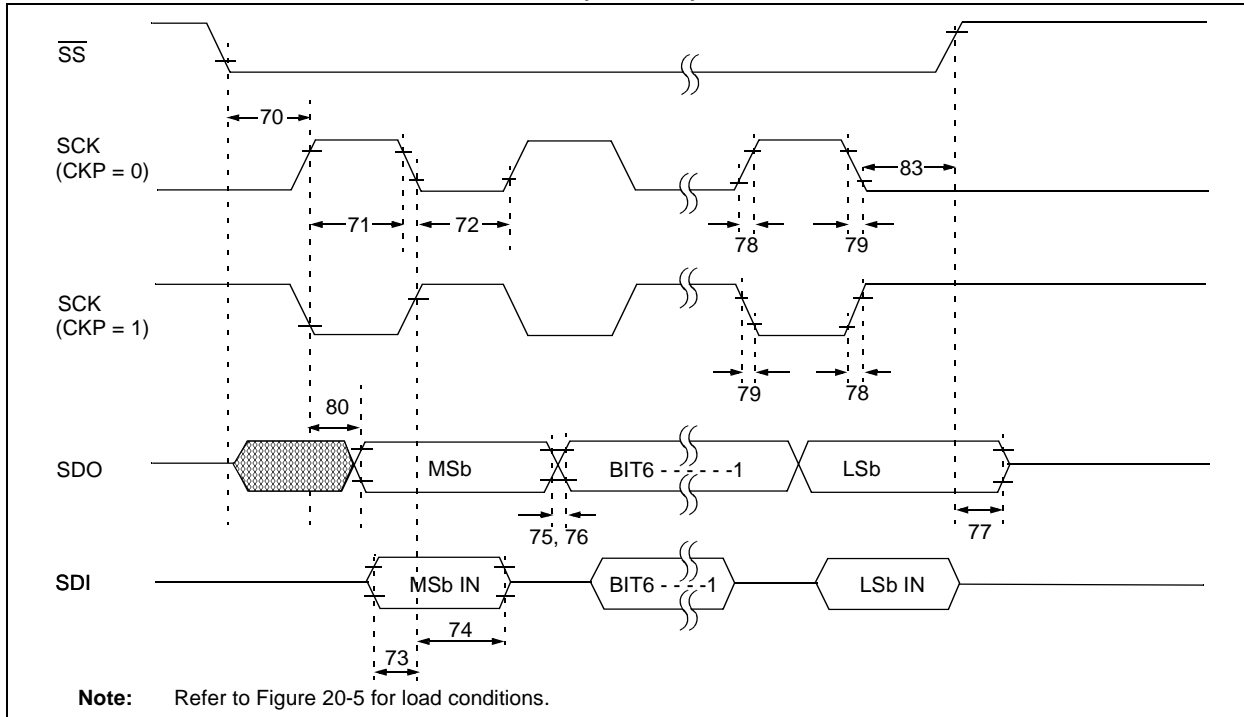 SS
70
SCK
(CKP = 0)
83
71
72
78
79
SCK
(CKP = 1)
79
78
80
SDO
MSb
BIT6 - - - - - - -1
LSb
75, 76
77
SDI
MSb IN
BIT6 - - - - -1
LSb IN
74
73
Note: Refer to Figure 20-5 for load conditions.